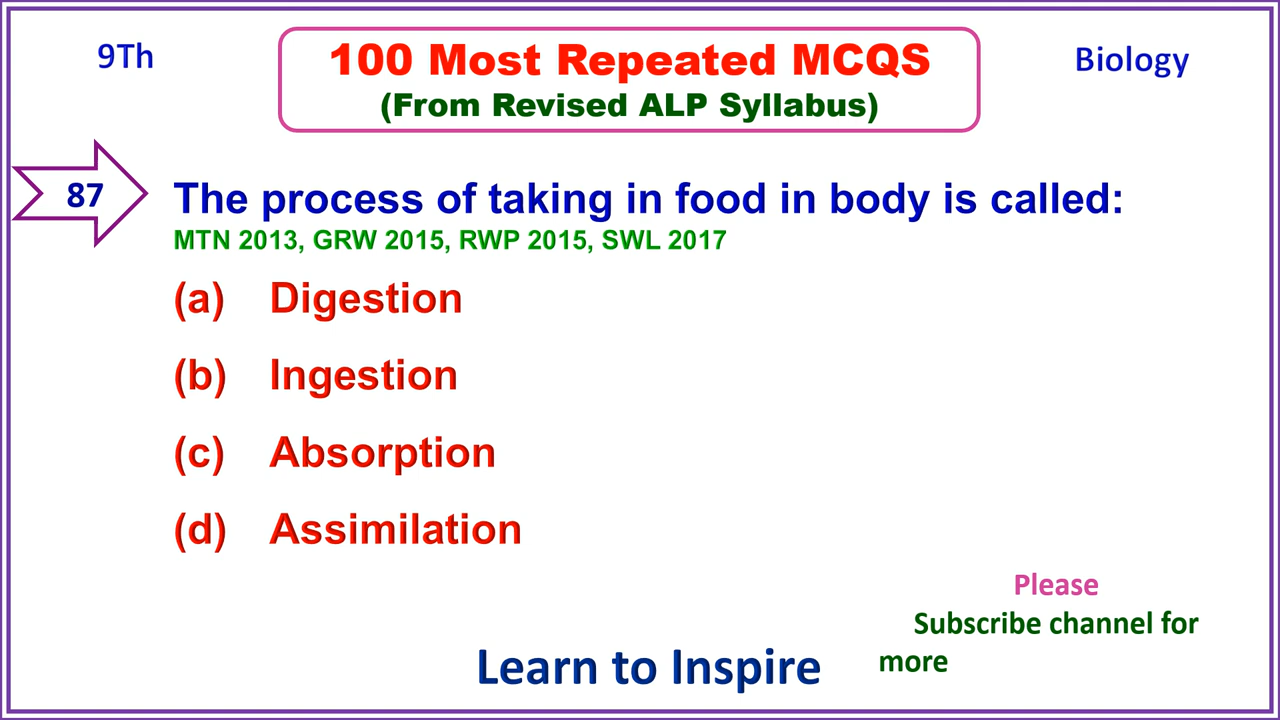 9Th
100 Most Repeated MCQS
(From Revised ALP Syllabus)
Biology
87
The process of taking in food in body is called:
MTN 2013, GRW 2015, RWP 2015, SWL 2017
(a) Digestion
(b) Ingestion
(c) Absorption
(d) Assimilation
Please
Subscribe channel for
more
Learn to Inspire